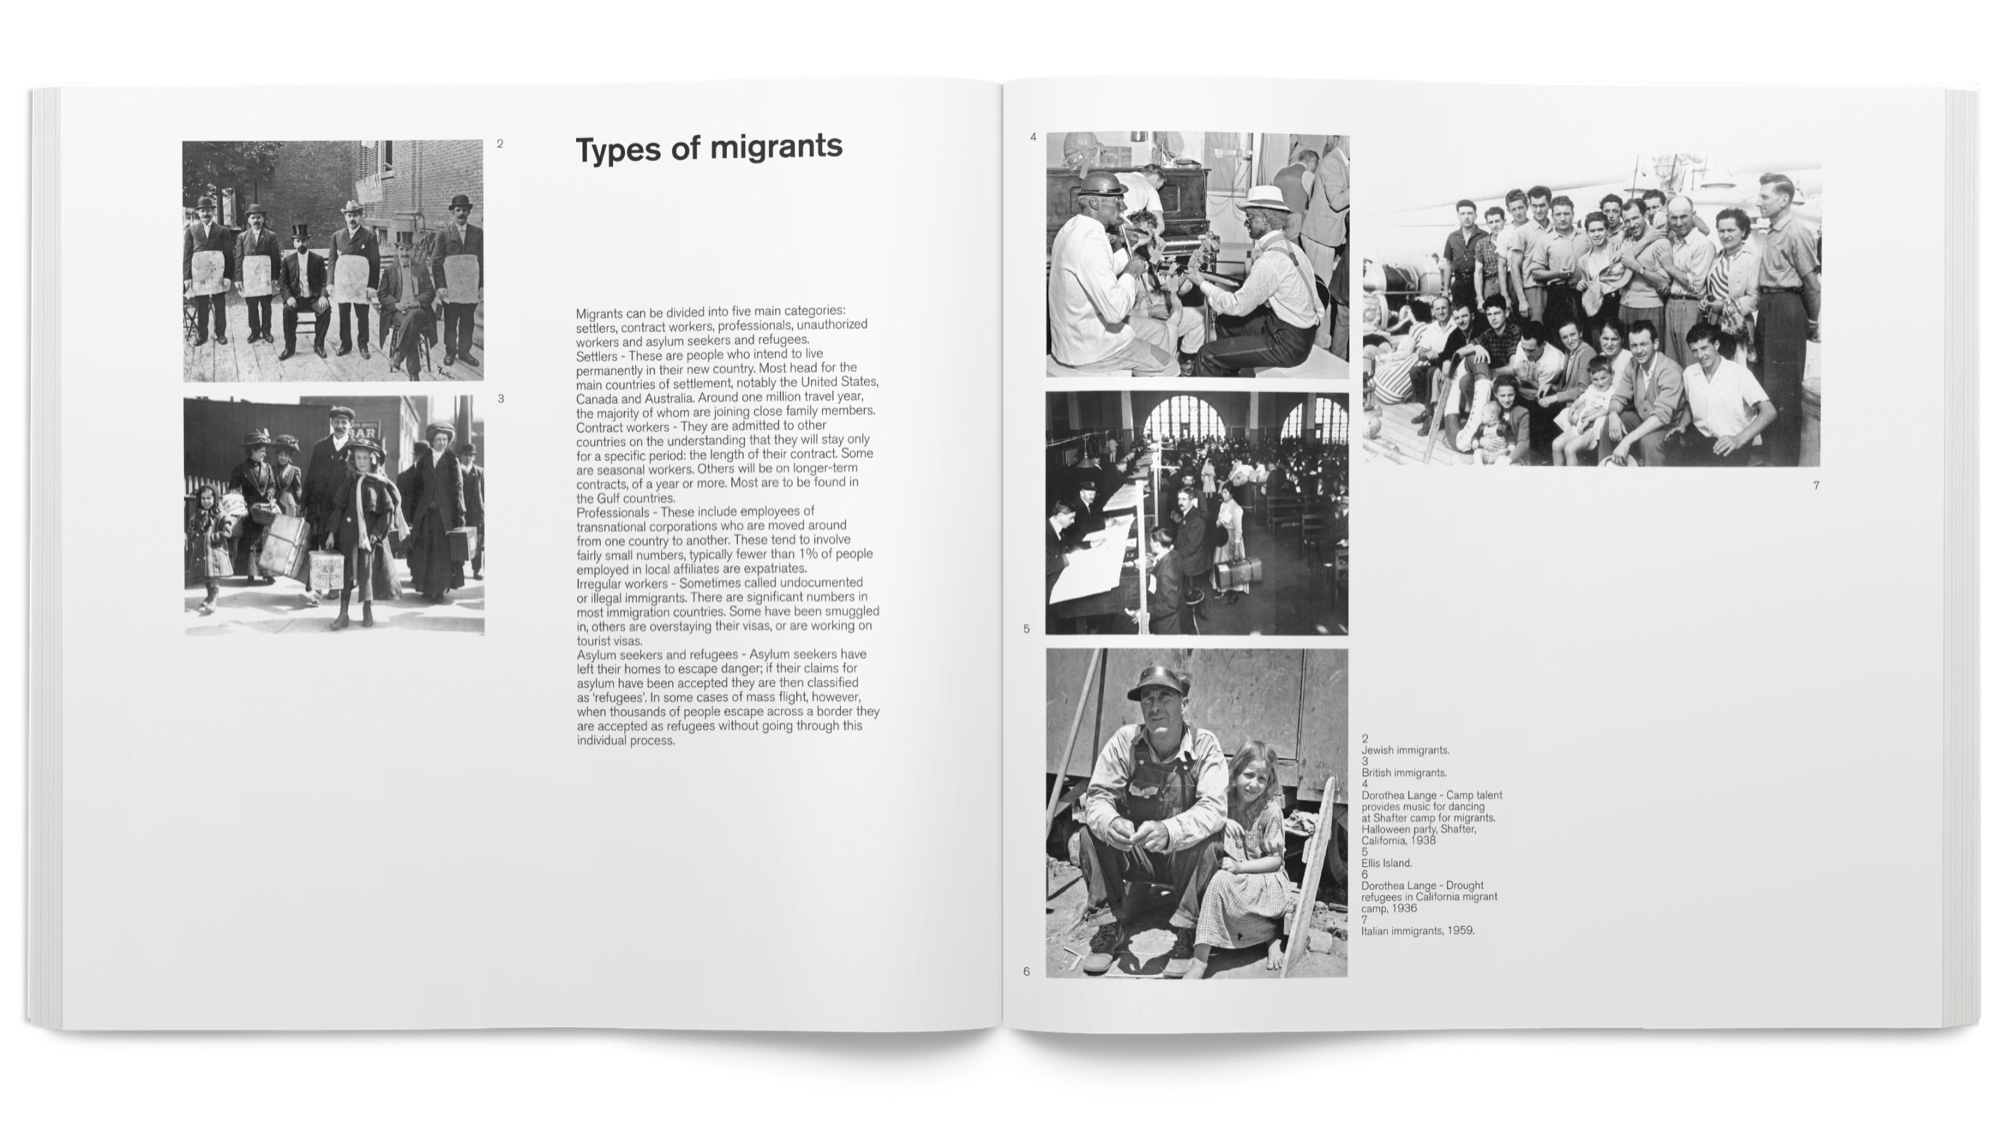 2
Types of migrants
Migrants can be divided into five main categories:
settlers, contract workers, professionals, unauthorized
workers and asylum seekers and refugees.
Settlers - These are people who intend to live
permanently in their new country. Most head for the
main countries of settlement, notably the United States,
Canada and Australia. Around one million travel year,
the majority of whom are joining close family members.
Contract workers - They are admitted to other
countries on the understanding that they will stay only
for a specific period: the length of their contract. Some
are seasonal workers. Others will be on longer-term
contracts, of a year or more. Most are to be found in
the Gulf countries.
Professionals - These include employees of
transnational corporations who are moved around
from one country to another. These tend to involve
fairly small numbers, typically fewer than 1% of people
employed in local affiliates are expatriates.
Irregular workers - Sometimes called undocumented
or illegal immigrants. There are significant numbers in
most immigration countries. Some have been smuggled
in, others are overstaying their visas, or are working on
tourist visas.
Asylum seekers and refugees - Asylum seekers have
left their homes to escape danger; if their claims for
asylum have been accepted they are then classified
as ‘refugees’. In some cases of mass flight, however,
when thousands of people escape across a border they
are accepted as refugees without going through this
individual process.
3
BAR
4
5
6
7
2
Jewish immigrants.
3
British immigrants.
4
Dorothea Lange - Camp talent
provides music for dancing
at Shafter camp for migrants.
Halloween party, Shafter,
California, 1938
5
Ellis Island.
6
Dorothea Lange - Drought
refugees in California migrant
camp, 1936
7
Italian immigrants, 1959.